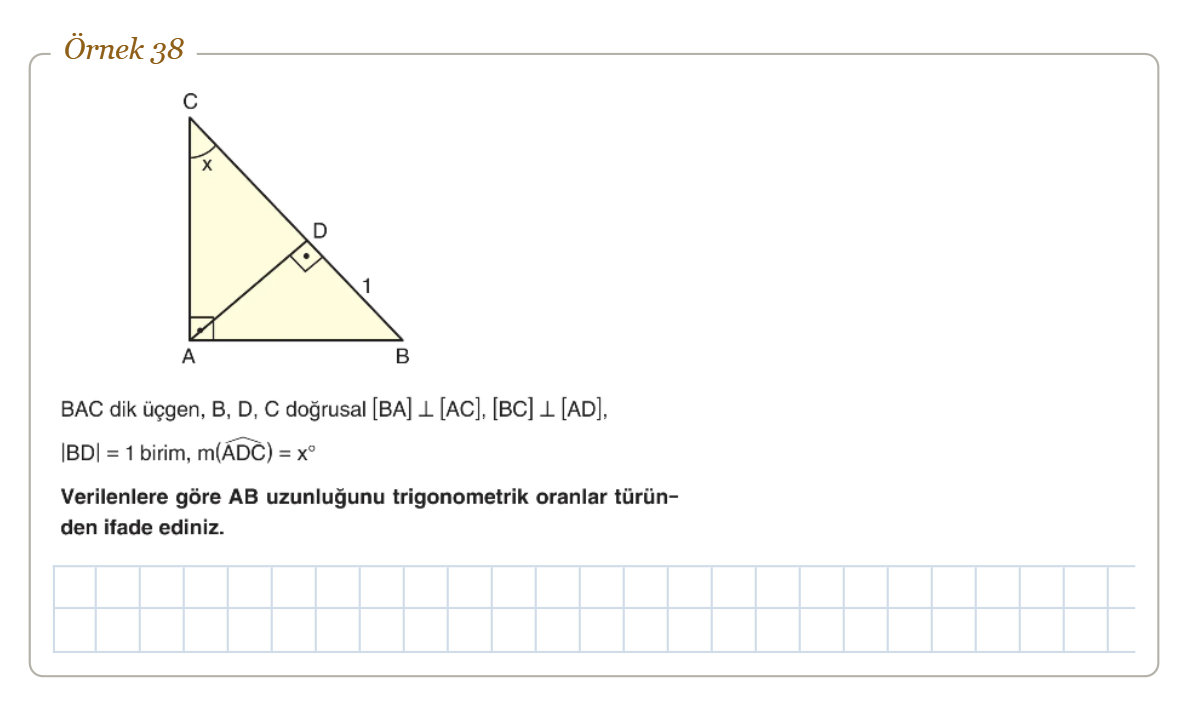 Örnek 38
C
x
D
1
A
B
BAC dik üçgen, B, D, C doğrusal [BA] ⊥ [AC], [BC] ⊥ [AD],
|BD| = 1 birim, m(ADC) = x°
Verilenlere göre AB uzunluğunu trigonometrik oranlar türün-
den ifade ediniz.